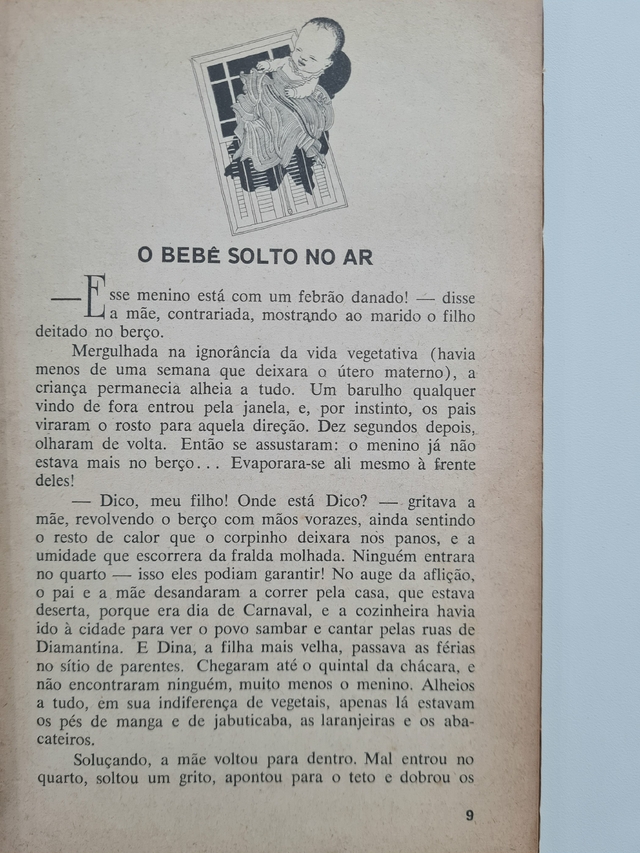 O BEBÊ SOLTO NO AR
— Esse menino está com um febrão danado! — disse
a mãe, contrariada, mostrando ao marido o filho
deitado no berço.
Mergulhada na ignorância da vida vegetativa (havia
menos de uma semana que deixara o útero materno), a
criança permanecia alheia a tudo. Um barulho qualquer
vindo de fora entrou pela janela, e, por instinto, os pais
viraram o rosto para aquela direção. Dez segundos depois,
olharam de volta. Então se assustaram: o menino já não
estava mais no berço... Evaporara-se ali mesmo à frente
deles!
— Dico, meu filho! Onde está Dico? — gritava a
mãe, revolvendo o berço com mãos vorazes, ainda sentindo
o resto de calor que o corpinho deixara nos panos, e a
umidade que escorrera da fralda molhada. Ninguém entrara
no quarto — isso eles podiam garantir! No auge da aflição,
o pai e a mãe desandaram a correr pela casa, que estava
deserta, porque era dia de Carnaval, e a cozinheira havia
ido à cidade para ver o povo sambar e cantar pelas ruas de
Diamantina. E Dina, a filha mais velha, passava as férias
no sítio de parentes. Chegaram até o quintal da chácara, e
não encontraram ninguém, muito menos o menino. Alheios
a tudo, em sua indiferença de vegetais, apenas lá estavam
os pés de manga e de jabuticaba, as laranjeiras e os aba-
cateiros.
Soluçando, a mãe voltou para dentro. Mal entrou no
quarto, soltou um grito, apontou para o teto e dobrou os
9